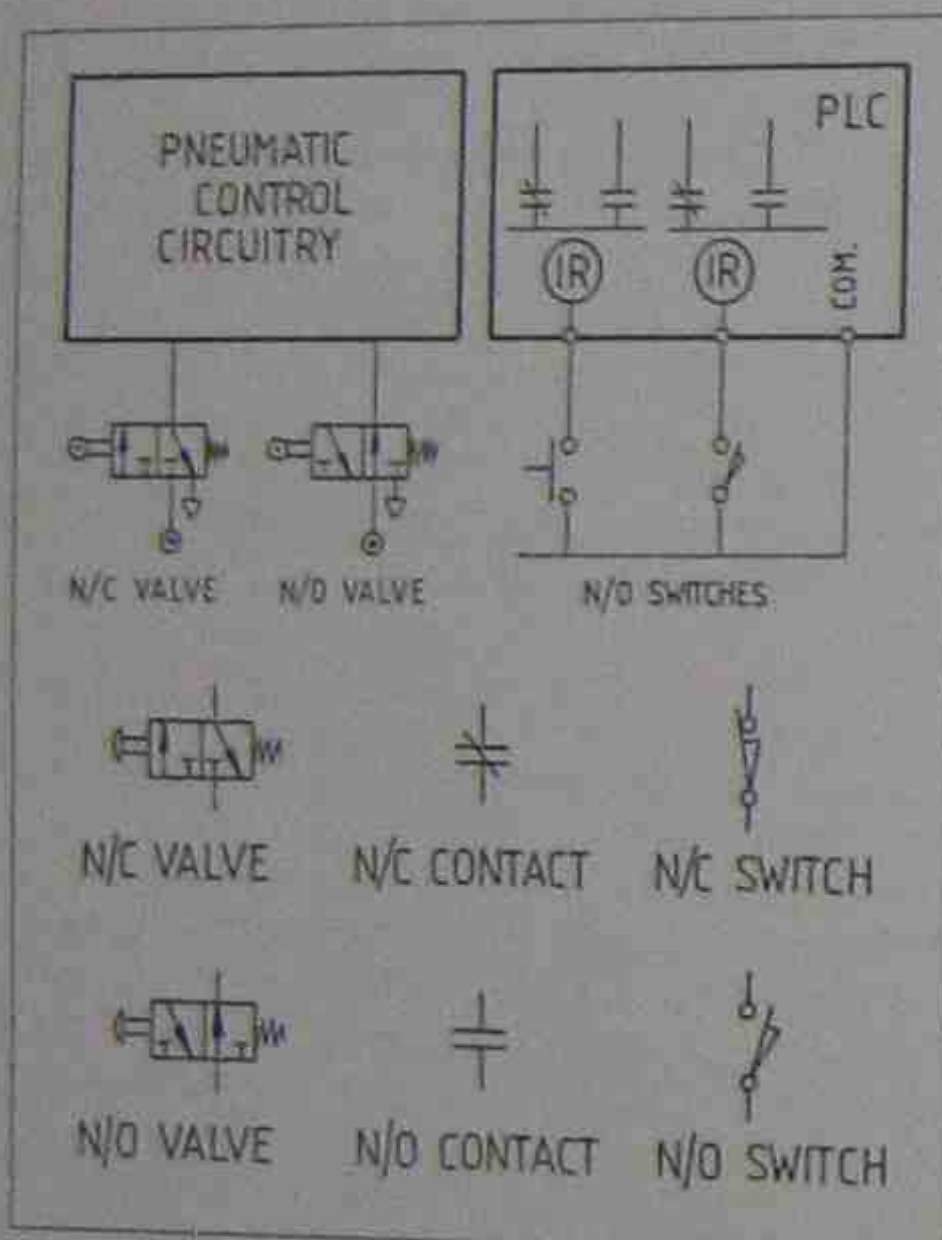 PNEUMATIC
CONTROL
CIRCUITRY
PLC
IR
IR
COM.
N/C VALVE
N/O VALVE
N/O SWITCHES
N/C VALVE
N/C CONTACT
N/C SWITCH
N/O VALVE
N/O CONTACT
N/O SWITCH